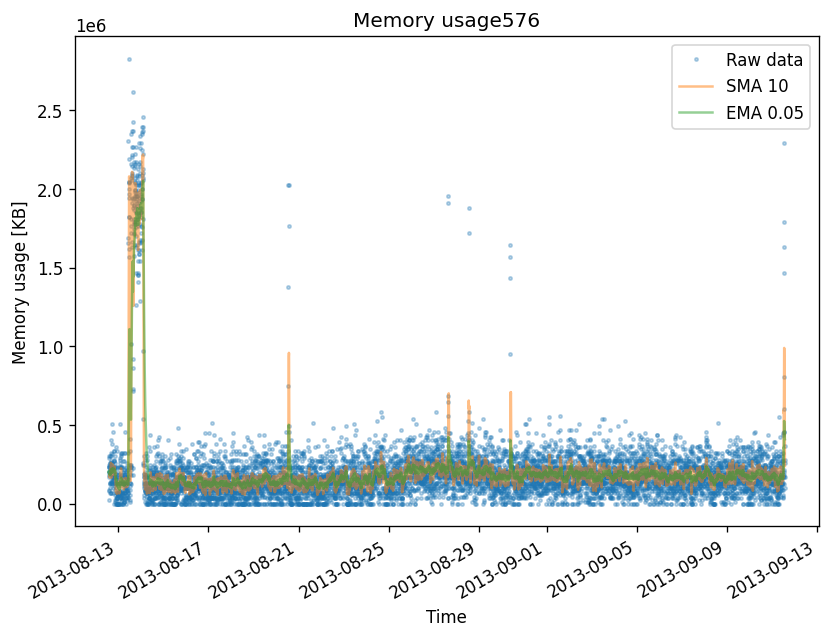 Memory usage576
1e6
Raw data
SMA 10
EMA 0.05
2.5
2.0
1.5
1.0
0.5
0.0
Memory usage [KB]
2013-08-13
2013-08-17
2013-08-21
2013-08-25
2013-08-29
2013-09-01
2013-09-05
2013-09-09
2013-09-13
Time